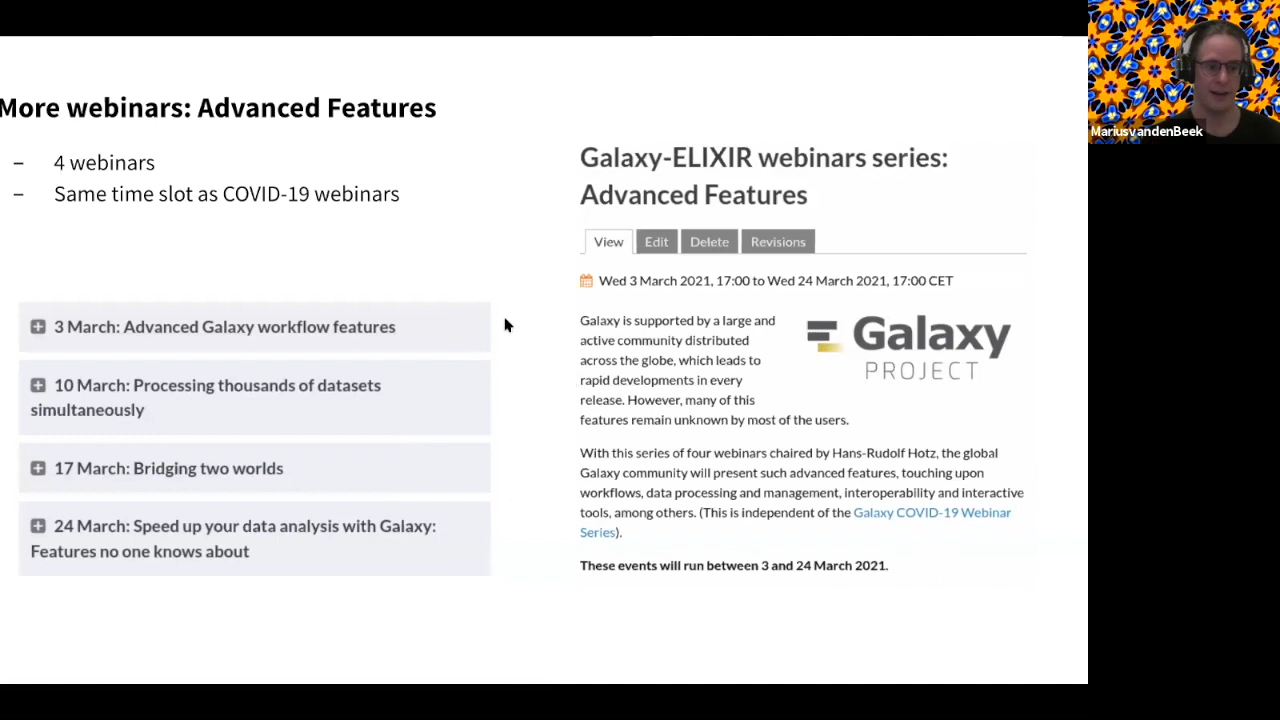 More webinars: Advanced Features
– 4 webinars
– Same time slot as COVID-19 webinars
3 March: Advanced Galaxy workflow features
10 March: Processing thousands of datasets
simultaneously
17 March: Bridging two worlds
24 March: Speed up your data analysis with Galaxy:
Features no one knows about
Galaxy-ELIXIR webinars series:
Advanced Features
View Edit Delete Revisions
Wed 3 March 2021, 17:00 to Wed 24 March 2021, 17:00 CET
Galaxy is supported by a large and
active community distributed
across the globe, which leads to
rapid developments in every
release. However, many of this
features remain unknown by most of the users.
Galaxy
PROJECT
With this series of four webinars chaired by Hans-Rudolf Hotz, the global
Galaxy community will present such advanced features, touching upon
workflows, data processing and management, interoperability and interactive
tools, among others. (This is independent of the Galaxy COVID-19 Webinar
Series).
These events will run between 3 and 24 March 2021.
MariusvandenBeek